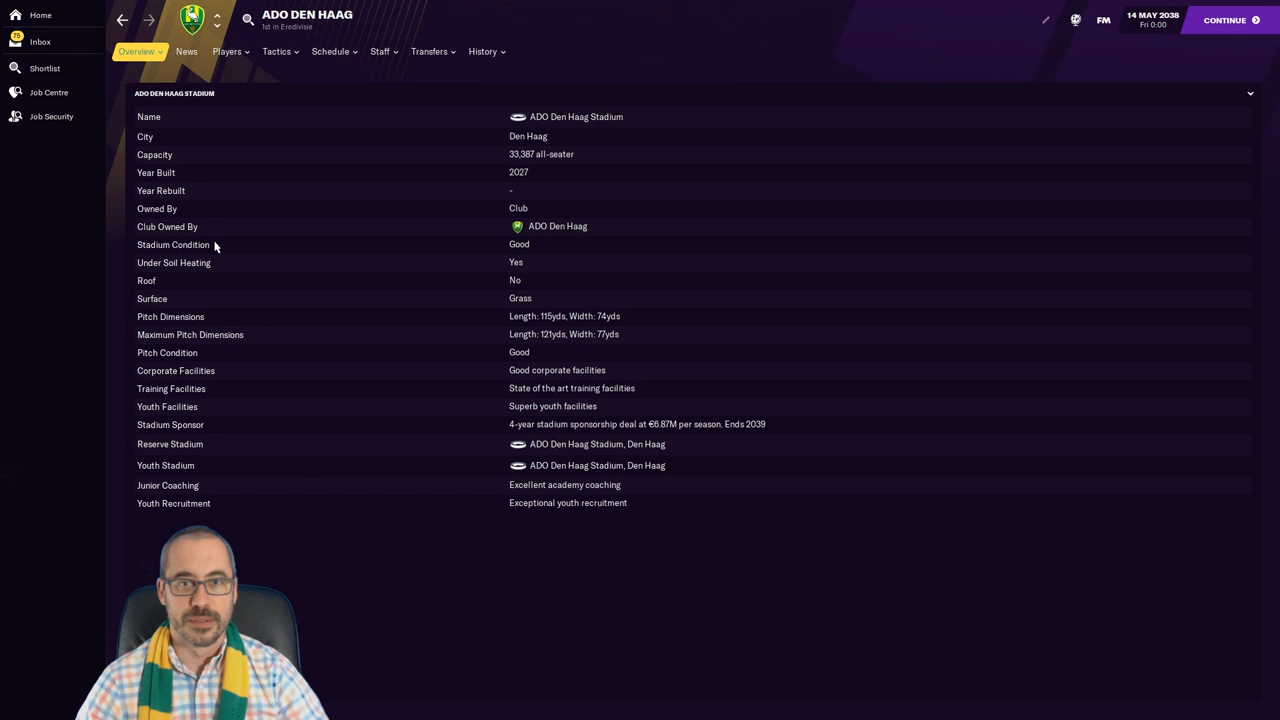 Home
75
Inbox
Shortlist
Job Centre
Job Security
ADO DEN HAAG
1st in Eredivisie
FM
14 MAY 2038
Fri 0:00
CONTINUE
Overview
News
Players
Tactics
Schedule
Staff
Transfers
History
ADO DEN HAAG STADIUM
Name ADO Den Haag Stadium
City Den Haag
Capacity 33,387 all-seater
Year Built 2027
Year Rebuilt -
Owned By Club
Club Owned By ADO Den Haag
Stadium Condition Good
Under Soil Heating Yes
Roof No
Surface Grass
Pitch Dimensions Length: 115yds, Width: 74yds
Maximum Pitch Dimensions Length: 121yds, Width: 77yds
Pitch Condition Good
Corporate Facilities Good corporate facilities
Training Facilities State of the art training facilities
Youth Facilities Superb youth facilities
Stadium Sponsor 4-year stadium sponsorship deal at €6.87M per season. Ends 2039
Reserve Stadium ADO Den Haag Stadium, Den Haag
Youth Stadium ADO Den Haag Stadium, Den Haag
Junior Coaching Excellent academy coaching
Youth Recruitment Exceptional youth recruitment